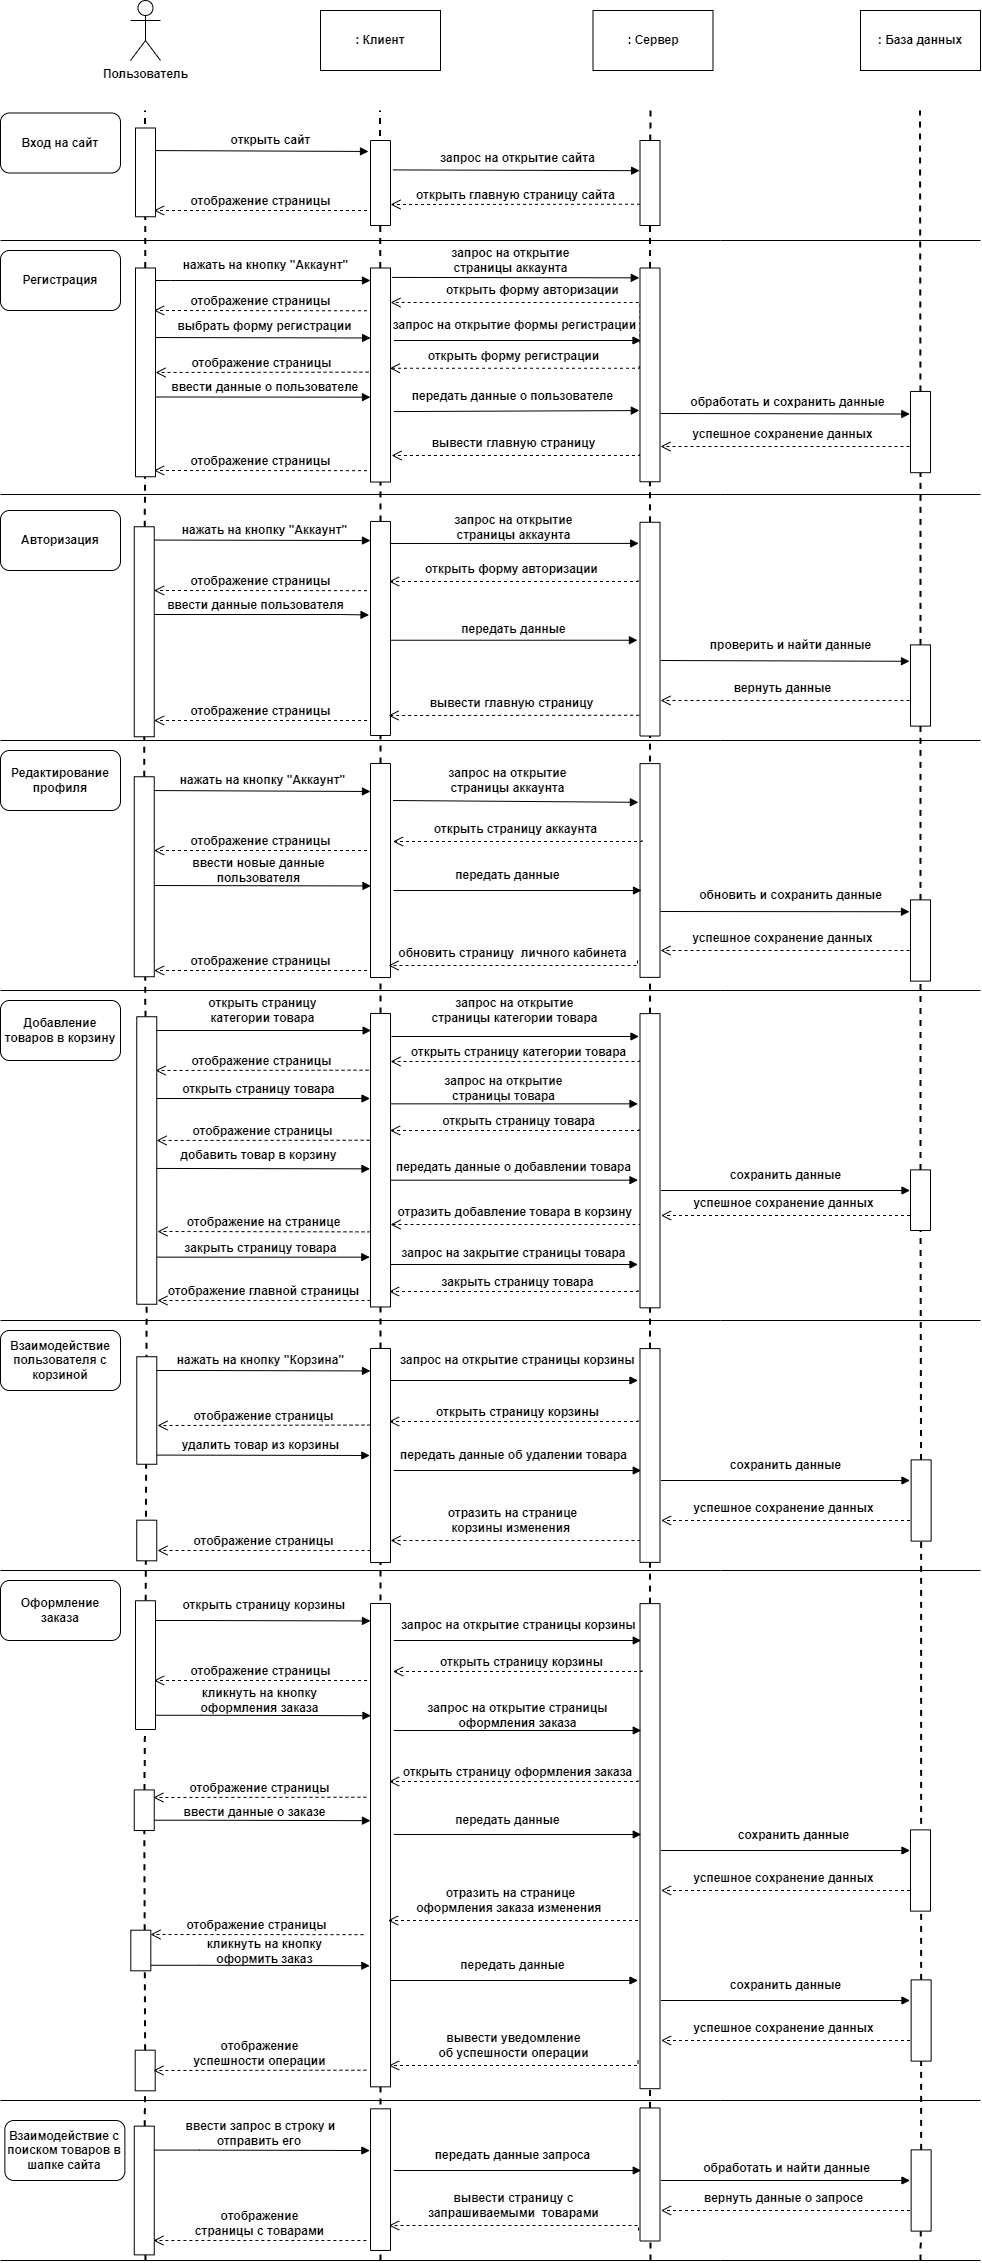 Пользователь
: Клиент
: Сервер
: База данных
Вход на сайт
открыть сайт
запрос на открытие сайта
открыть главную страницу сайта
отображение страницы
Регистрация
нажать на кнопку "Аккаунт"
запрос на открытие
страницы аккаунта
открыть форму авторизации
отображение страницы
выбрать форму регистрации
запрос на открытие формы регистрации
открыть форму регистрации
отображение страницы
ввести данные о пользователе
передать данные о пользователе
обработать и сохранить данные
успешное сохранение данных
вывести главную страницу
отображение страницы
Авторизация
нажать на кнопку "Аккаунт"
запрос на открытие
страницы аккаунта
открыть форму авторизации
отображение страницы
ввести данные пользователя
передать данные
проверить и найти данные
вернуть данные
вывести главную страницу
отображение страницы
Редактирование
профиля
нажать на кнопку "Аккаунт"
запрос на открытие
страницы аккаунта
открыть страницу аккаунта
отображение страницы
ввести новые данные
пользователя
передать данные
обновить и сохранить данные
успешное сохранение данных
обновить страницу  личного кабинета
отображение страницы
Добавление
товаров в корзину
открыть страницу
категории товара
запрос на открытие
страницы категории товара
открыть страницу категории товара
отображение страницы
открыть страницу товара
запрос на открытие
страницы товара
открыть страницу товара
отображение страницы
добавить товар в корзину
передать данные о добавлении товара
сохранить данные
успешное сохранение данных
отразить добавление товара в корзину
отображение на странице
закрыть страницу товара
запрос на закрытие страницы товара
закрыть страницу товара
отображение главной страницы
Взаимодействие
пользователя с
корзиной
нажать на кнопку "Корзина"
запрос на открытие страницы корзины
открыть страницу корзины
отображение страницы
удалить товар из корзины
передать данные об удалении товара
сохранить данные
успешное сохранение данных
отразить на странице
корзины изменения
отображение страницы
Оформление
заказа
открыть страницу корзины
запрос на открытие страницы корзины
открыть страницу корзины
отображение страницы
кликнуть на кнопку
оформления заказа
запрос на открытие страницы
оформления заказа
открыть страницу оформления заказа
отображение страницы
ввести данные о заказе
передать данные
сохранить данные
успешное сохранение данных
отразить на странице
оформления заказа изменения
отображение страницы
кликнуть на кнопку
оформить заказ
передать данные
сохранить данные
успешное сохранение данных
вывести уведомление
об успешности операции
отображение
успешности операции
Взаимодействие с
поиском товаров в
шапке сайта
ввести запрос в строку и
отправить его
передать данные запроса
обработать и найти данные
вернуть данные о запросе
вывести страницу с
запрашиваемыми  товарами
отображение
страницы с товарами